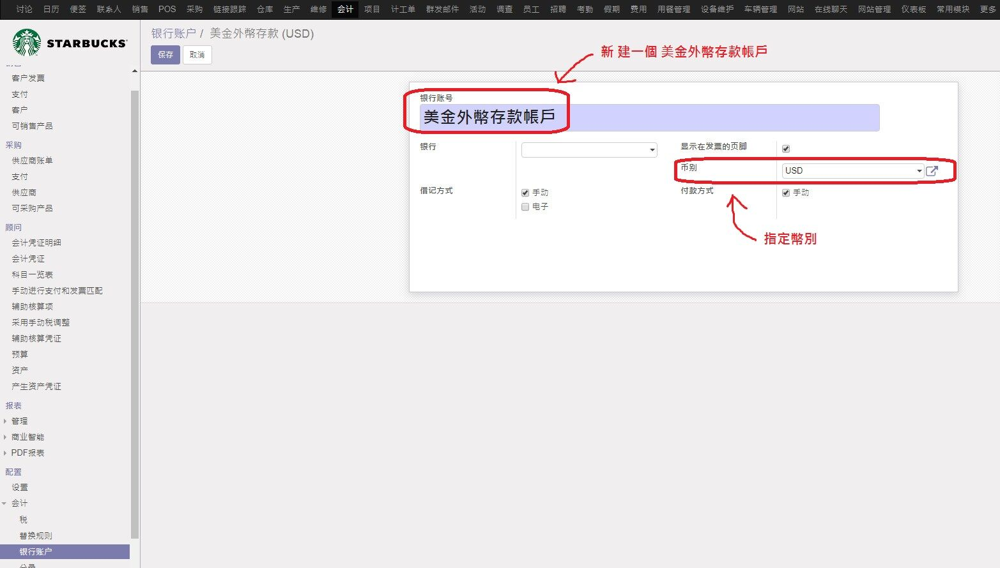 讨论 日历 便签 联系人 销售 POS 采购 链接跟踪 仓库 生产 维修 会计 项目 计工单 群发邮件 活动 调查 员工 招聘 考勤 假期 费用 用餐管理 设备维护 车辆管理 网站 在线聊天 网站管理 仪表板 常用模块 更多
STARBUCKS
客户发票
支付
客户
可销售产品
采购
供应商账单
支付
供应商
可采购产品
顾问
会计凭证明细
会计凭证
科目一览表
手动进行支付和发票匹配
辅助核算项
采用手动税调整
辅助核算凭证
预算
资产
产生资产凭证
报表
管理
商业智能
PDF报表
配置
设置
会计
税
替换规则
银行账户
银行账户 / 美金外幣存款 (USD)
保存 取消
新 建一個 美金外幣存款帳戶
银行账号
美金外幣存款帳戶
银行
显示在发票的页脚
币别 USD
借记方式 手动
电子
付款方式 手动
指定幣別